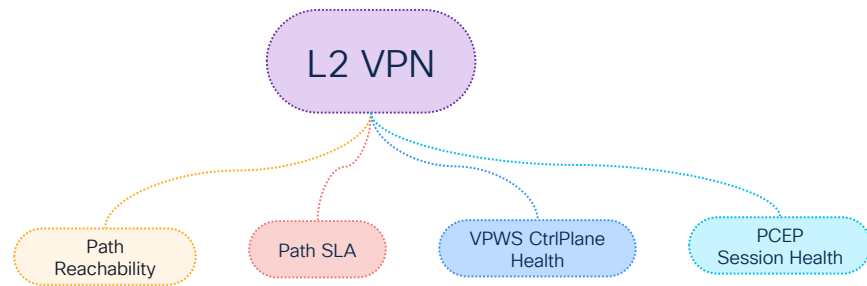 L2 VPN
Path
Reachability
Path SLA
VPWS CtrlPlane
Health
PCEP
Session Health